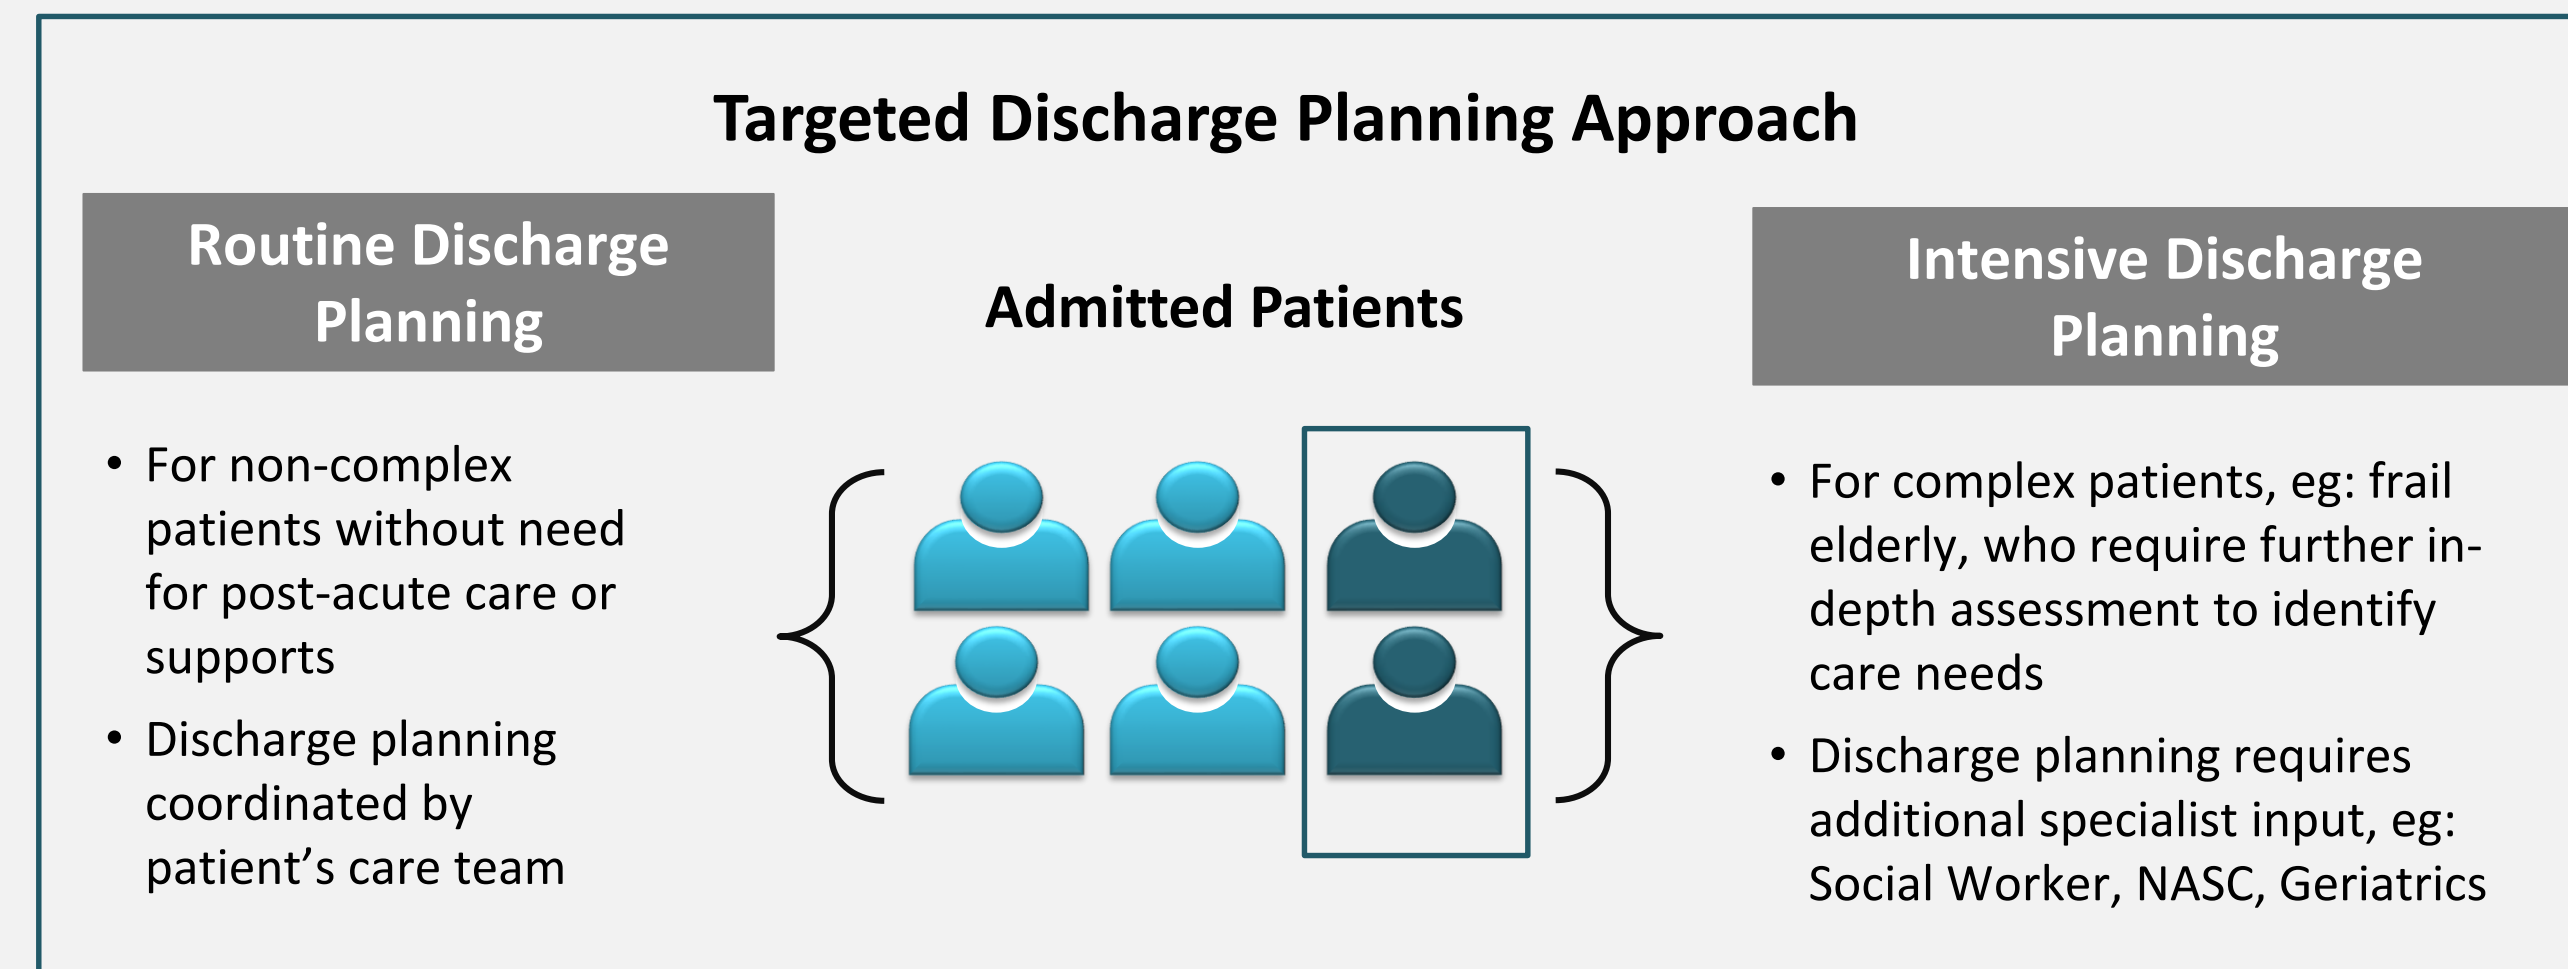 Targeted Discharge Planning Approach
Routine Discharge
Planning
• For non-complex
patients without need
for post-acute care or
supports
• Discharge planning
coordinated by
patient’s care team
Admitted Patients
Intensive Discharge
Planning
• For complex patients, eg: frail
elderly, who require further in-
depth assessment to identify
care needs
• Discharge planning requires
additional specialist input, eg:
Social Worker, NASC, Geriatrics